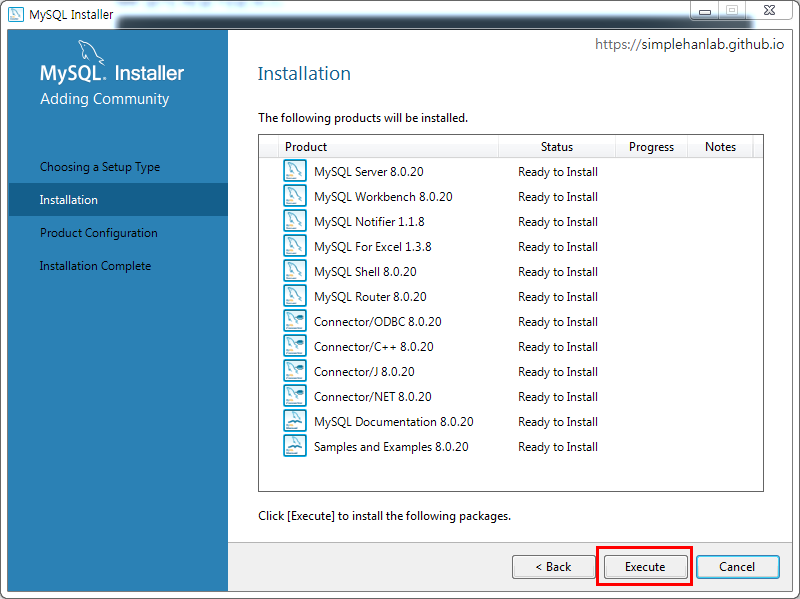 MySQL Installer
https://simplehanlab.github.io
MySQL. Installer
Adding Community
Choosing a Setup Type
Installation
Product Configuration
Installation Complete
Installation
The following products will be installed.
Product Status Progress Notes
MySQL Server 8.0.20 Ready to Install
MySQL Workbench 8.0.20 Ready to Install
MySQL Notifier 1.1.8 Ready to Install
MySQL For Excel 1.3.8 Ready to Install
MySQL Shell 8.0.20 Ready to Install
MySQL Router 8.0.20 Ready to Install
Connector/ODBC 8.0.20 Ready to Install
Connector/C++ 8.0.20 Ready to Install
Connector/J 8.0.20 Ready to Install
Connector/NET 8.0.20 Ready to Install
MySQL Documentation 8.0.20 Ready to Install
Samples and Examples 8.0.20 Ready to Install
Click [Execute] to install the following packages.
< Back Execute Cancel